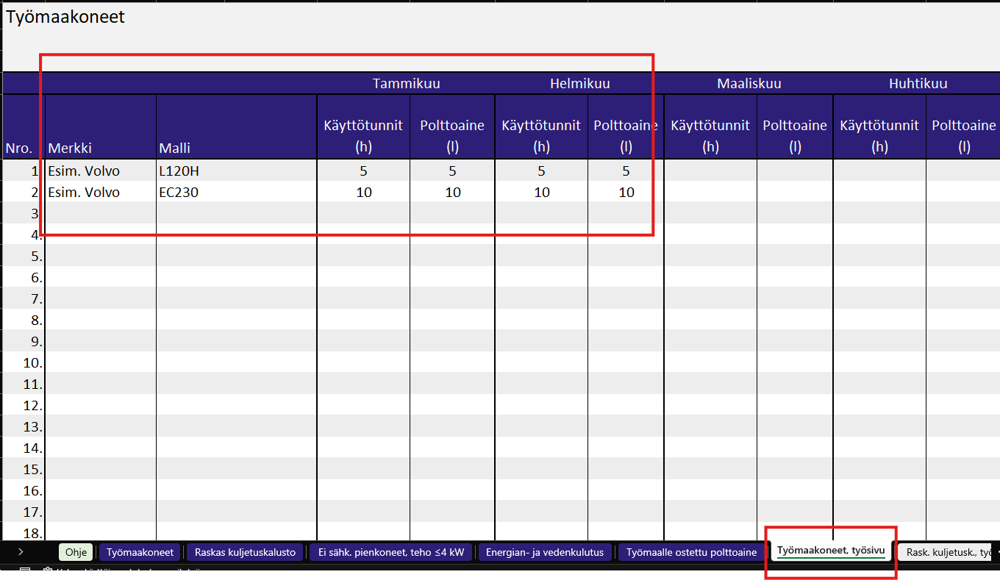 Työmaakoneet
Tammikuu Helmikuu Maaliskuu Huhtikuu
Nro. Merkki Malli Käyttötunnit (h) Polttoaine (l) Käyttötunnit (h) Polttoaine (l) Käyttötunnit (h) Polttoaine (l) Käyttötunnit (h) Polttoaine (l)
1 Esim. Volvo L120H 5 5 5 5
2 Esim. Volvo EC230 10 10 10 10
3
4.
5.
6.
7.
8.
9.
10.
11.
12.
13.
14.
15.
16.
17.
18.
Ohje Työmaakoneet Raskas kuljetuskalusto Ei sähk. pienkoneet, teho ≤4 kW Energian- ja vedenkulutus Työmaalle ostettu polttoaine Työmaakoneet, työsivu Rask. kuljetusk., työ